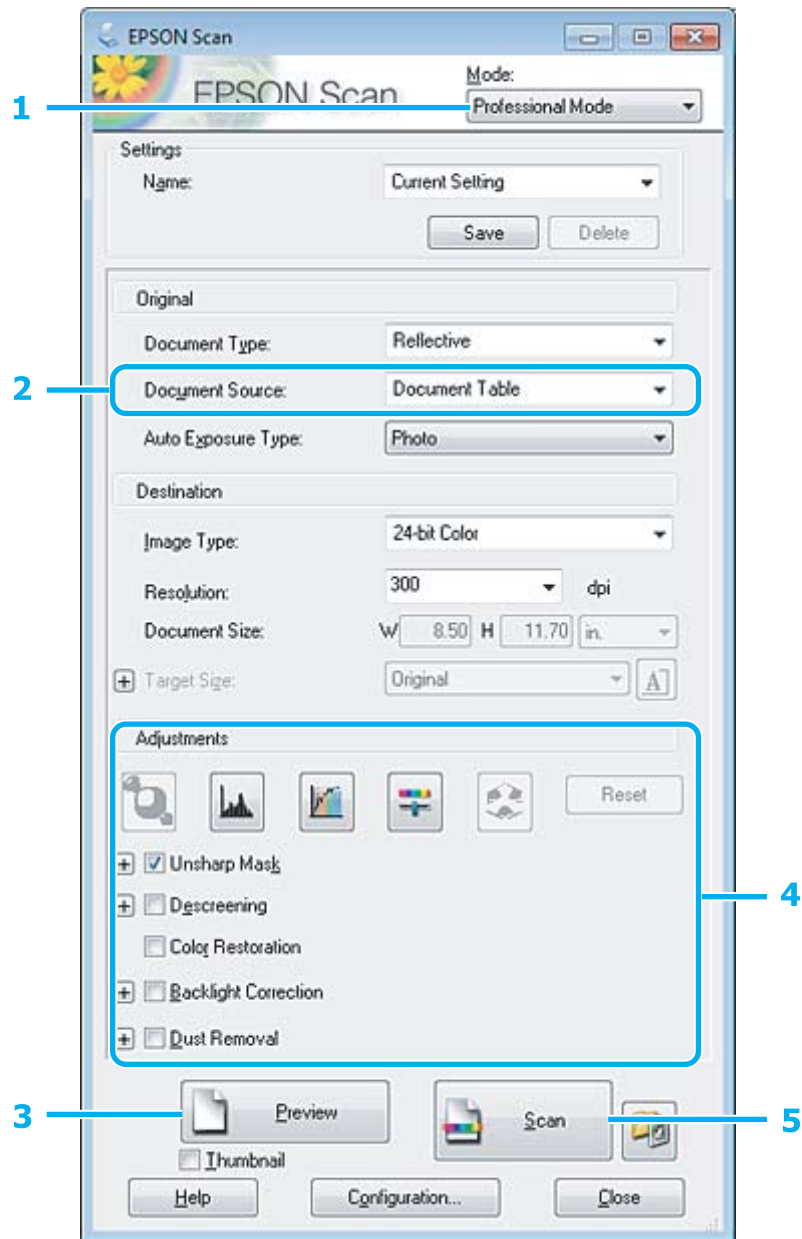 EPSON Scan
EPSON Scan
Mode:
1
Professional Mode
Settings
Name:
Current Setting
Save
Delete
Original
Document Type:
Reflective
2
Document Source:
Document Table
Auto Exposure Type:
Photo
Destination
Image Type:
24-bit Color
Resolution:
300
dpi
Document Size:
W 8.50 H 11.70 in.
Target Size:
Original
A
Adjustments
Reset
Unsharp Mask
4
Descreening
Color Restoration
Backlight Correction
Dust Removal
3
Preview
Scan
5
Thumbnail
Help
Configuration...
Close